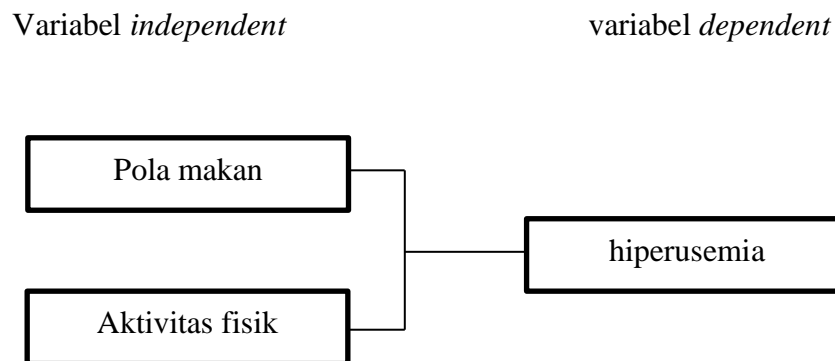 Variabel independent variabel dependent
Pola makan
hiperusemia
Aktivitas fisik